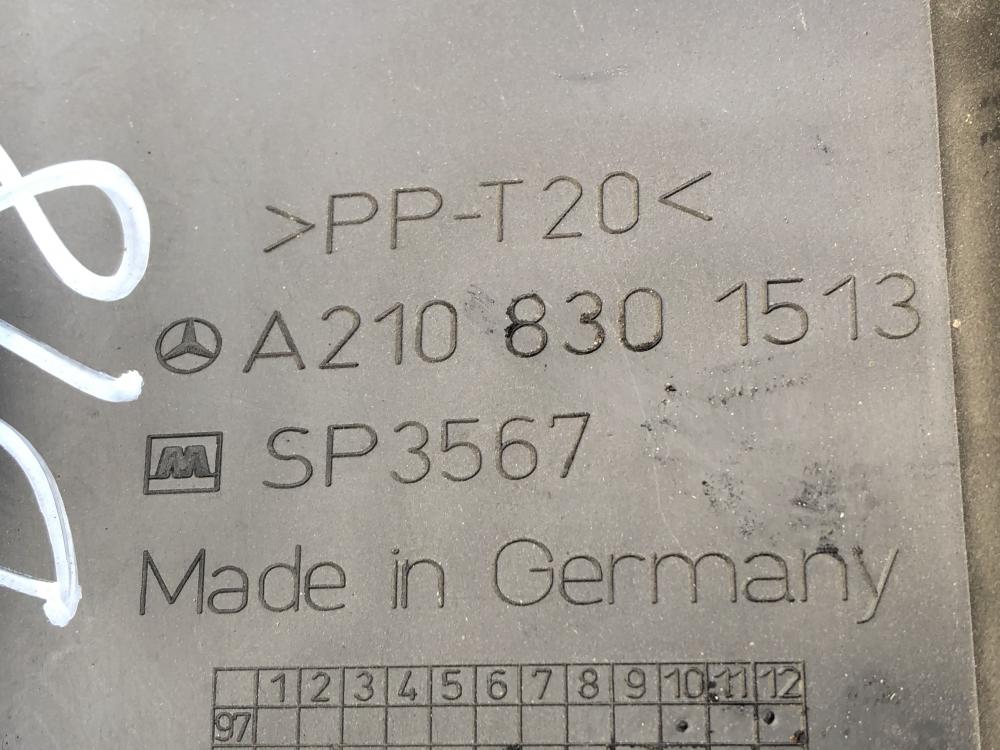 >PP-T20<
A210 830 1513
SP3567
Made in Germany
1 2 3 4 5 6 7 8 9 10 11 12
97